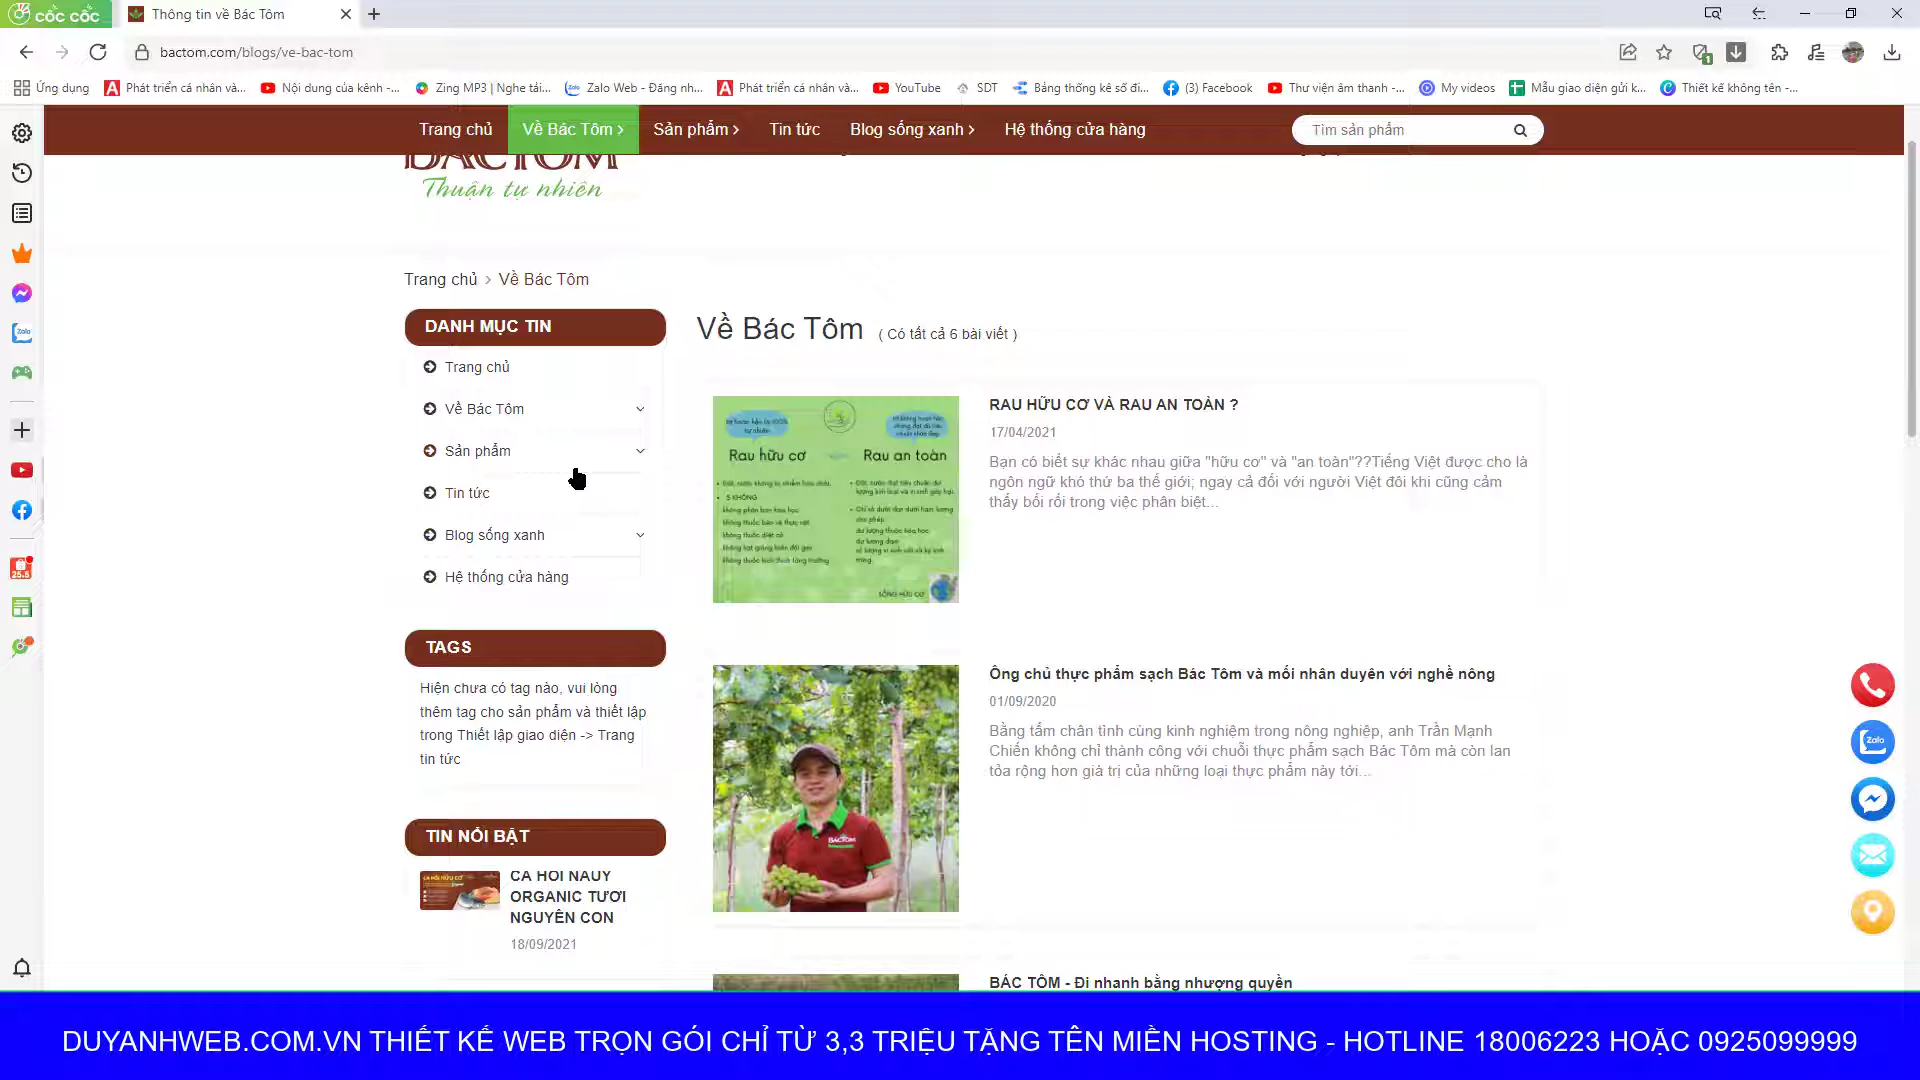 cốc cốc
Thông tin về Bác Tôm
bactom.com/blogs/ve-bac-tom
Ứng dụng
Phát triển cá nhân và...
Nội dung của kênh -...
Zing MP3 | Nghe tải...
Zalo Web - Đăng nh...
Phát triển cá nhân và...
YouTube
SDT
Bảng thống kê số đi...
(3) Facebook
Thư viện âm thanh -...
My videos
Mẫu giao diện gửi k...
Thiết kế không tên -...
Trang chủ
Về Bác Tôm
Sản phẩm
Tin tức
Blog sống xanh
Hệ thống cửa hàng
Tìm sản phẩm
BACTOM
Thuận tự nhiên
Trang chủ › Về Bác Tôm
DANH MỤC TIN
Trang chủ
Về Bác Tôm
Sản phẩm
Tin tức
Blog sống xanh
Hệ thống cửa hàng
TAGS
Hiện chưa có tag nào, vui lòng
thêm tag cho sản phẩm và thiết lập
trong Thiết lập giao diện -> Trang
tin tức
TIN NỔI BẬT
CÁ HỒI NAUY
ORGANIC TƯƠI
NGUYÊN CON
18/09/2021
Về Bác Tôm ( Có tất cả 6 bài viết )
Rau hữu cơ
Rau an toàn
5 KHÔNG
SỐNG HỮU CƠ
RAU HỮU CƠ VÀ RAU AN TOÀN ?
17/04/2021
Bạn có biết sự khác nhau giữa "hữu cơ" và "an toàn"??Tiếng Việt được cho là
ngôn ngữ khó thứ ba thế giới; ngay cả đối với người Việt đôi khi cũng cảm
thấy bối rối trong việc phân biệt...
Ông chủ thực phẩm sạch Bác Tôm và mối nhân duyên với nghề nông
01/09/2020
Bằng tấm chân tình cùng kinh nghiệm trong nông nghiệp, anh Trần Mạnh
Chiến không chỉ thành công với chuỗi thực phẩm sạch Bác Tôm mà còn lan
tỏa rộng hơn giá trị của những loại thực phẩm này tới...
BÁC TÔM - Đi nhanh bằng nhượng quyền
Zalo
25.5
DUYANHWEB.COM.VN THIẾT KẾ WEB TRỌN GÓI CHỈ TỪ 3,3 TRIỆU TẶNG TÊN MIỀN HOSTING - HOTLINE 18006223 HOẶC 0925099999